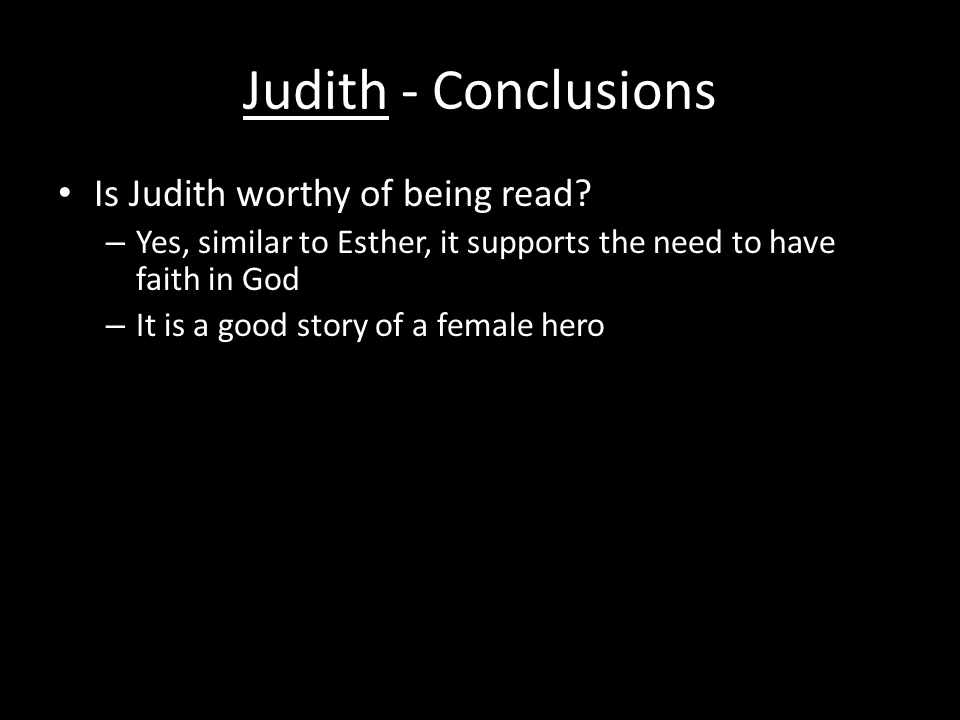 Judith - Conclusions
• Is Judith worthy of being read?
– Yes, similar to Esther, it supports the need to have
faith in God
– It is a good story of a female hero